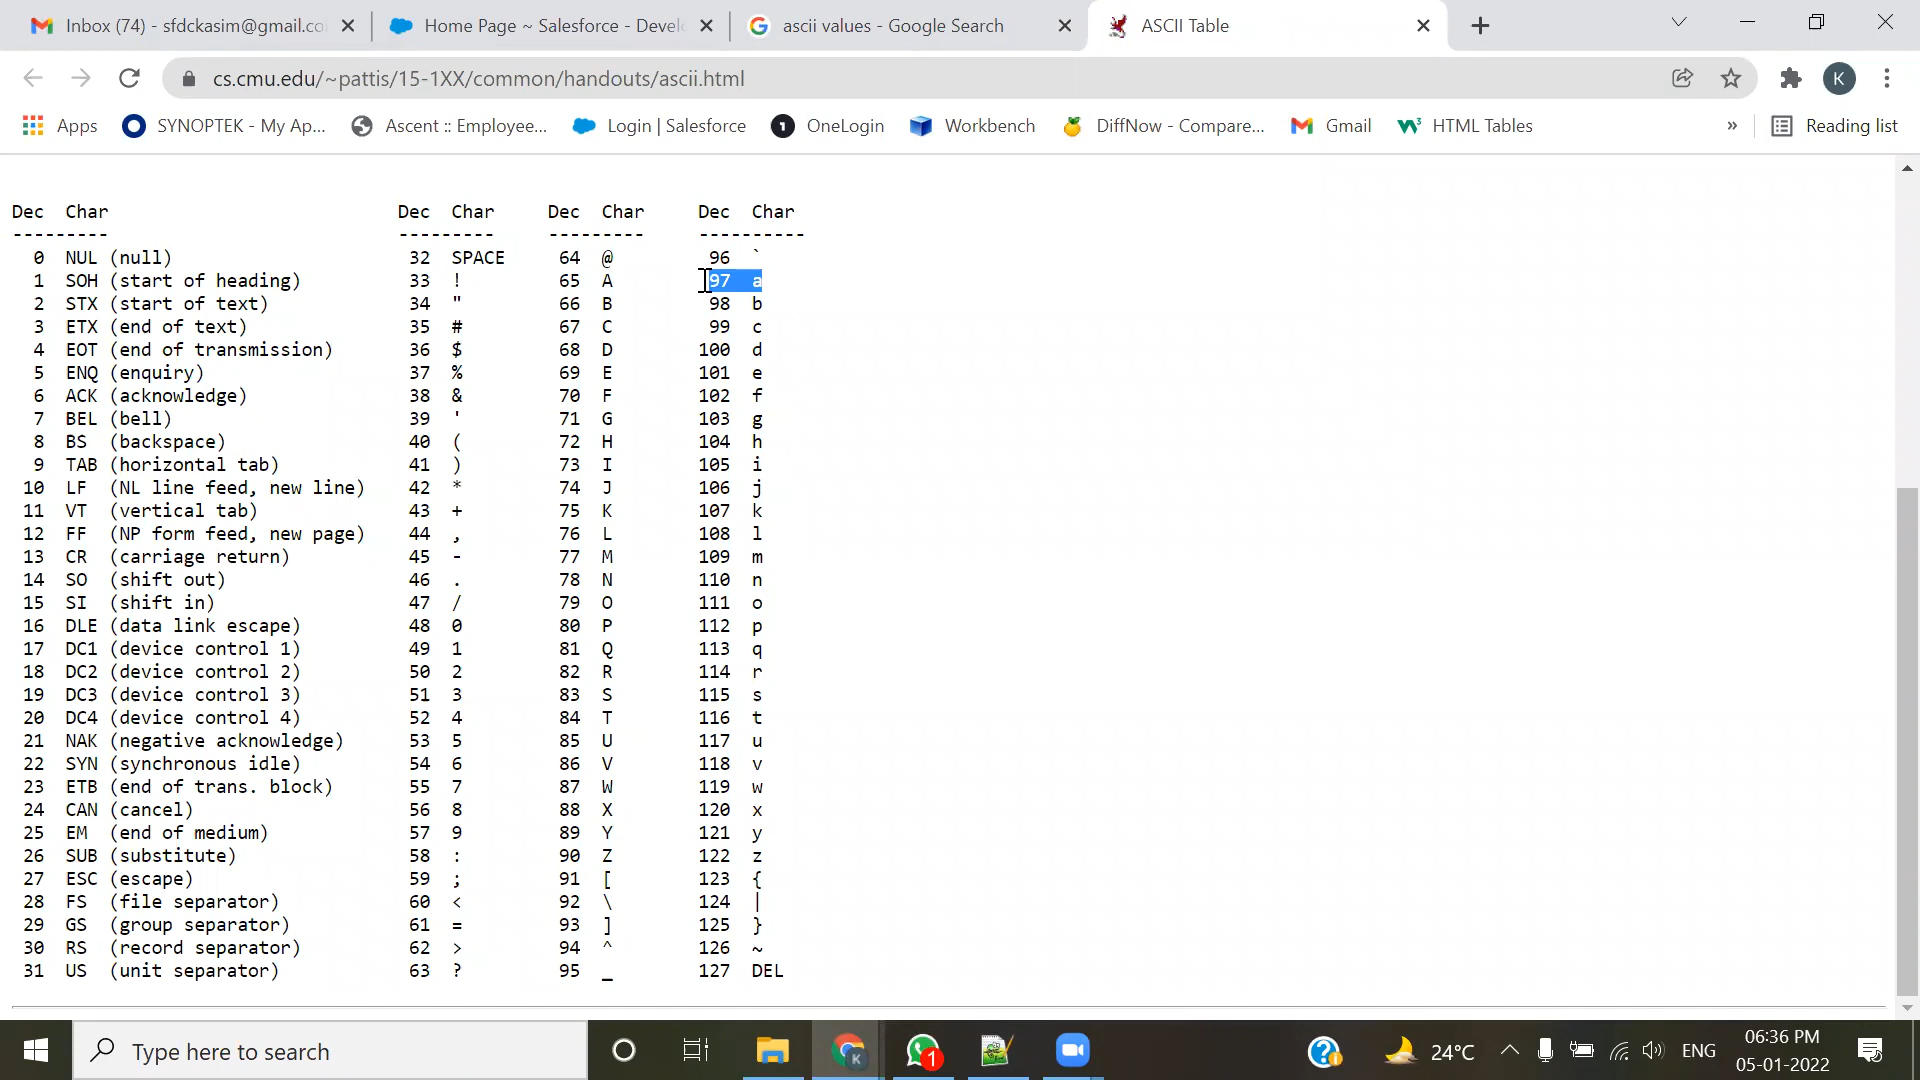 Inbox (74) - sfdckasim@gmail.co
Home Page ~ Salesforce - Develo
ascii values - Google Search
ASCII Table
cs.cmu.edu/~pattis/15-1XX/common/handouts/ascii.html
K
Apps
SYNOPTEK - My Ap...
Ascent :: Employee...
Login | Salesforce
OneLogin
Workbench
DiffNow - Compare...
Gmail
HTML Tables
»
Reading list
Dec Char Dec Char Dec Char Dec Char
--------- --------- --------- ----------
0 NUL (null) 32 SPACE 64 @ 96 `
1 SOH (start of heading) 33 ! 65 A 97 a
2 STX (start of text) 34 " 66 B 98 b
3 ETX (end of text) 35 # 67 C 99 c
4 EOT (end of transmission) 36 $ 68 D 100 d
5 ENQ (enquiry) 37 % 69 E 101 e
6 ACK (acknowledge) 38 & 70 F 102 f
7 BEL (bell) 39 ' 71 G 103 g
8 BS (backspace) 40 ( 72 H 104 h
9 TAB (horizontal tab) 41 ) 73 I 105 i
10 LF (NL line feed, new line) 42 * 74 J 106 j
11 VT (vertical tab) 43 + 75 K 107 k
12 FF (NP form feed, new page) 44 , 76 L 108 l
13 CR (carriage return) 45 - 77 M 109 m
14 SO (shift out) 46 . 78 N 110 n
15 SI (shift in) 47 / 79 O 111 o
16 DLE (data link escape) 48 0 80 P 112 p
17 DC1 (device control 1) 49 1 81 Q 113 q
18 DC2 (device control 2) 50 2 82 R 114 r
19 DC3 (device control 3) 51 3 83 S 115 s
20 DC4 (device control 4) 52 4 84 T 116 t
21 NAK (negative acknowledge) 53 5 85 U 117 u
22 SYN (synchronous idle) 54 6 86 V 118 v
23 ETB (end of trans. block) 55 7 87 W 119 w
24 CAN (cancel) 56 8 88 X 120 x
25 EM (end of medium) 57 9 89 Y 121 y
26 SUB (substitute) 58 : 90 Z 122 z
27 ESC (escape) 59 ; 91 [ 123 {
28 FS (file separator) 60 < 92 \ 124 |
29 GS (group separator) 61 = 93 ] 125 }
30 RS (record separator) 62 > 94 ^ 126 ~
31 US (unit separator) 63 ? 95 _ 127 DEL
Type here to search
K
1
24°C
ENG
06:36 PM
05-01-2022